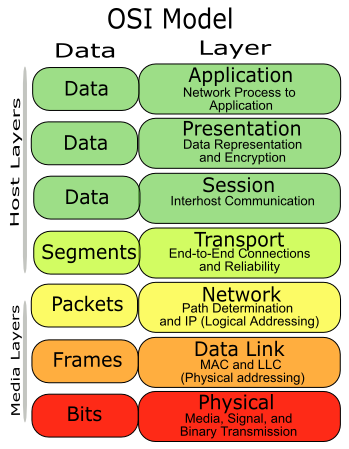 OSI Model
Data Layer
Host Layers
Data
Application
Network Process to
Application
Data
Presentation
Data Representation
and Encryption
Data
Session
Interhost Communication
Segments
Transport
End-to-End Connections
and Reliability
Media Layers
Packets
Network
Path Determination
and IP (Logical Addressing)
Frames
Data Link
MAC and LLC
(Physical addressing)
Bits
Physical
Media, Signal, and
Binary Transmission